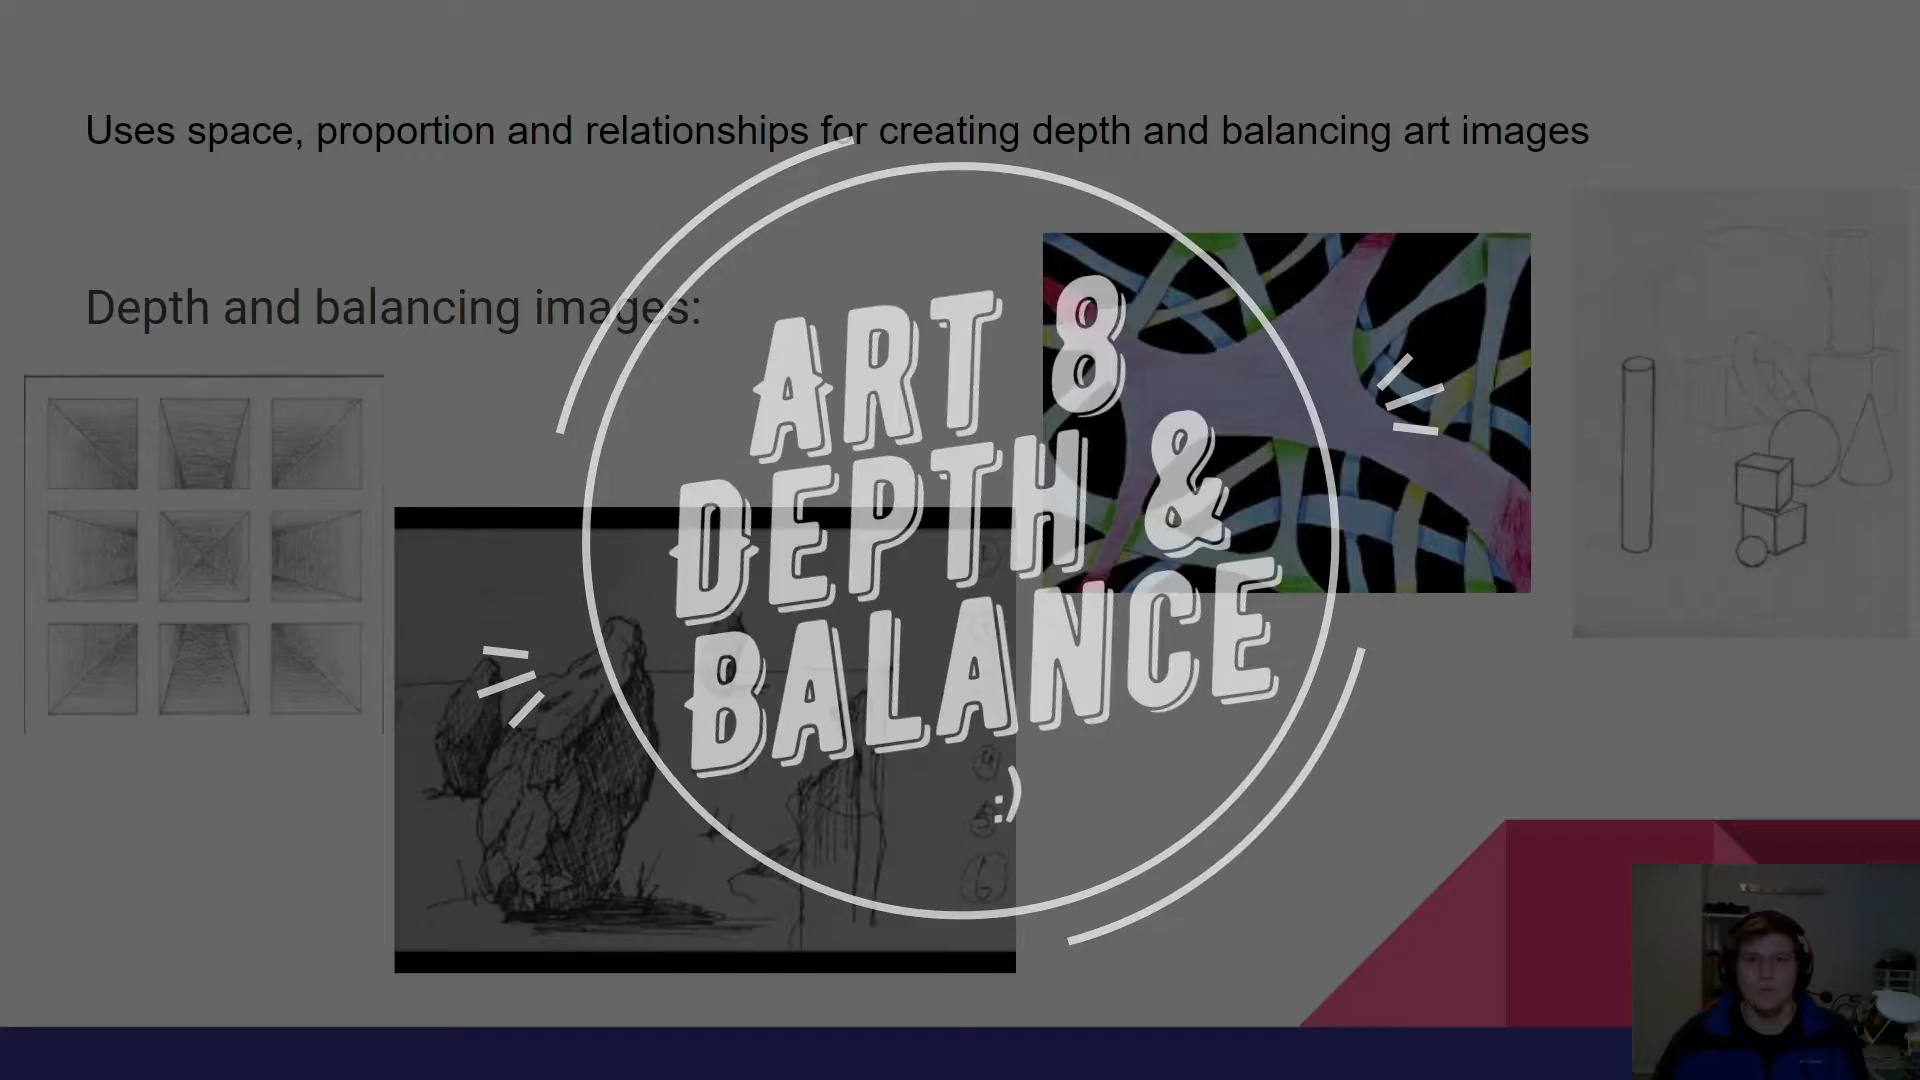 Uses space, proportion and relationships for creating depth and balancing art images
Depth and balancing images:
ART 8
DEPTH &
BALANCE
:)